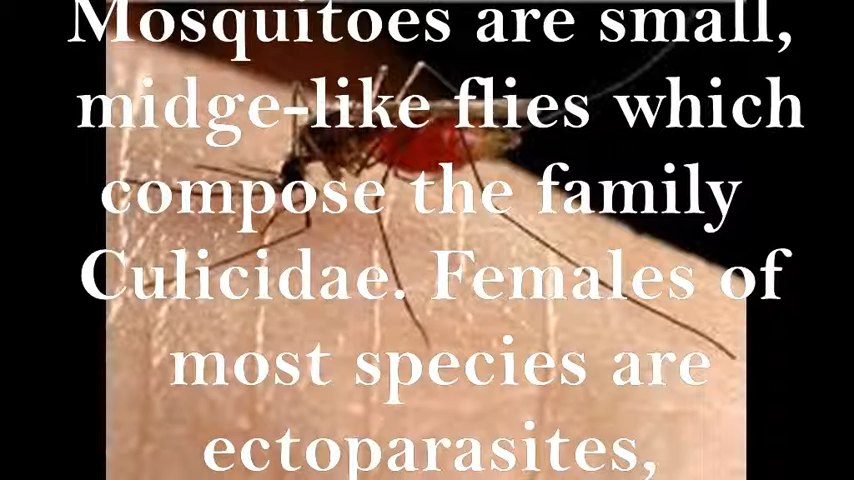 Mosquitoes are small,
midge-like flies which
compose the family
Culicidae. Females of
most species are
ectoparasites,